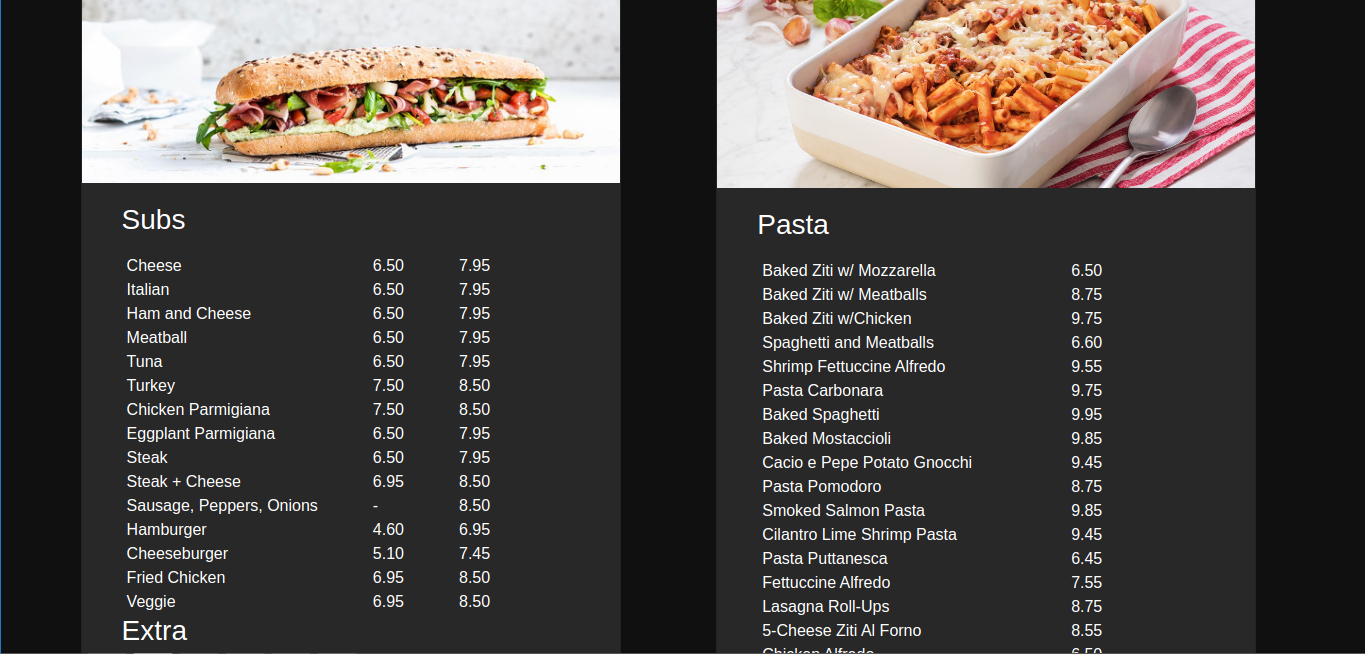 Subs
Cheese 6.50 7.95
Italian 6.50 7.95
Ham and Cheese 6.50 7.95
Meatball 6.50 7.95
Tuna 6.50 7.95
Turkey 7.50 8.50
Chicken Parmigiana 7.50 8.50
Eggplant Parmigiana 6.50 7.95
Steak 6.50 7.95
Steak + Cheese 6.95 8.50
Sausage, Peppers, Onions - 8.50
Hamburger 4.60 6.95
Cheeseburger 5.10 7.45
Fried Chicken 6.95 8.50
Veggie 6.95 8.50
Extra
Pasta
Baked Ziti w/ Mozzarella 6.50
Baked Ziti w/ Meatballs 8.75
Baked Ziti w/Chicken 9.75
Spaghetti and Meatballs 6.60
Shrimp Fettuccine Alfredo 9.55
Pasta Carbonara 9.75
Baked Spaghetti 9.95
Baked Mostaccioli 9.85
Cacio e Pepe Potato Gnocchi 9.45
Pasta Pomodoro 8.75
Smoked Salmon Pasta 9.85
Cilantro Lime Shrimp Pasta 9.45
Pasta Puttanesca 6.45
Fettuccine Alfredo 7.55
Lasagna Roll-Ups 8.75
5-Cheese Ziti Al Forno 8.55
Chicken Alfredo 6.50